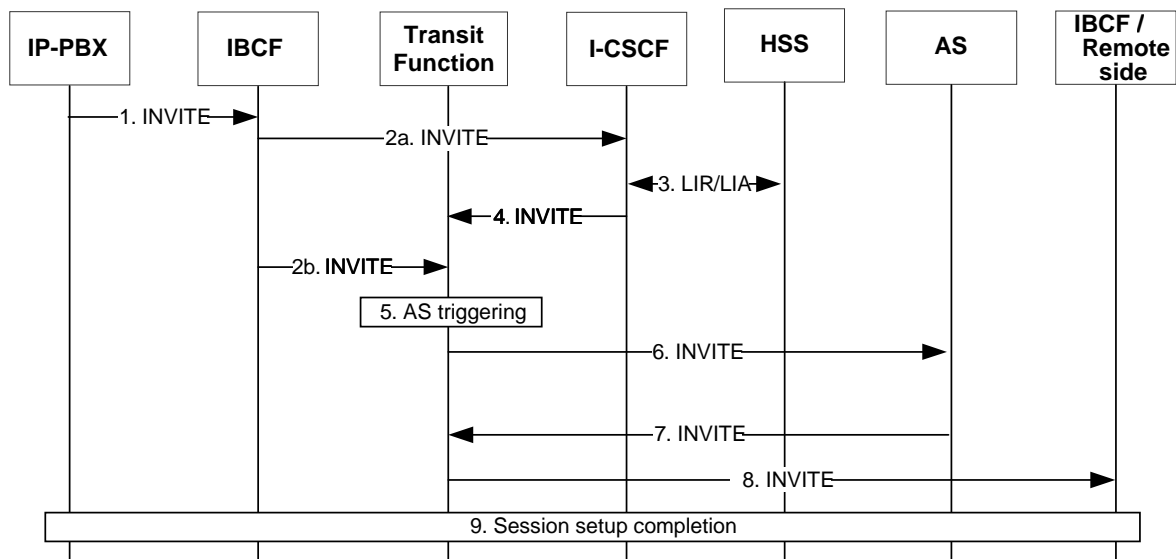 IP-PBX
IBCF
Transit
Function
I-CSCF
HSS
AS
IBCF /
Remote
side
1. INVITE
2a. INVITE
3. LIR/LIA
4. INVITE
2b. INVITE
5. AS triggering
6. INVITE
7. INVITE
8. INVITE
9. Session setup completion